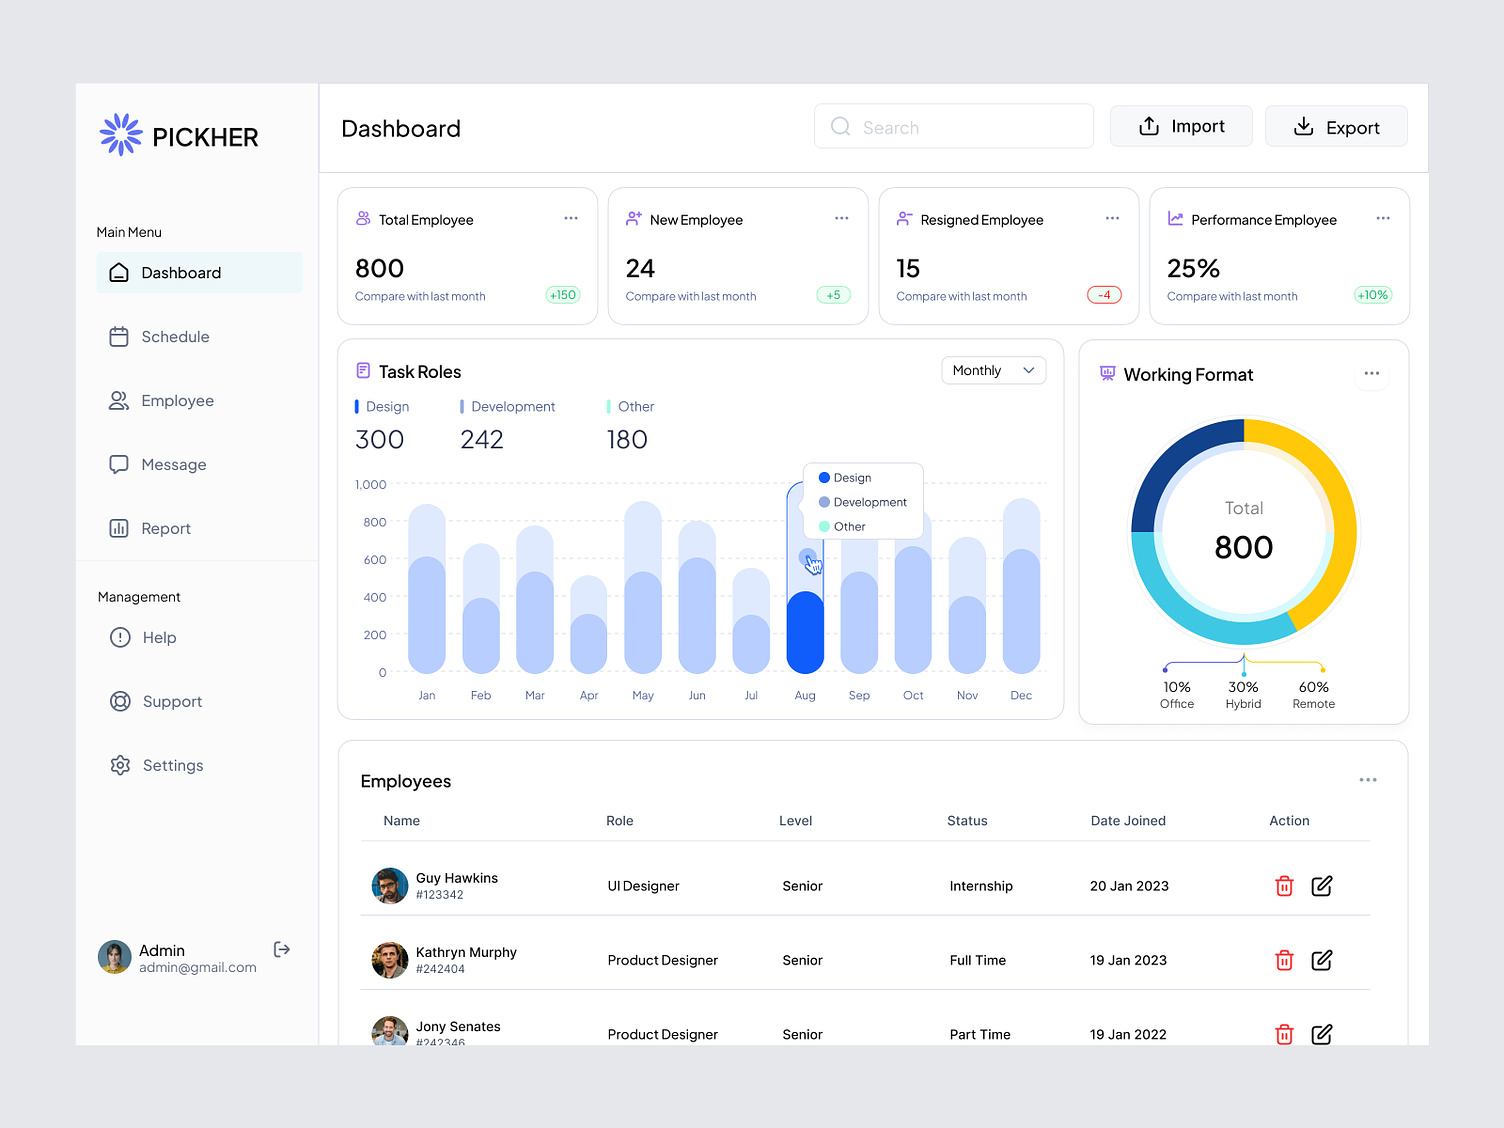 PICKHER
Main Menu
Dashboard
Schedule
Employee
Message
Report
Management
Help
Support
Settings
Admin
admin@gmail.com
Dashboard
Search
Import
Export
Total Employee
800
Compare with last month
+150
New Employee
24
Compare with last month
+5
Resigned Employee
15
Compare with last month
-4
Performance Employee
25%
Compare with last month
+10%
Task Roles
Monthly
Design
Development
Other
300
242
180
Design
Development
Other
1,000
800
600
400
200
0
Jan Feb Mar Apr May Jun Jul Aug Sep Oct Nov Dec
Working Format
Total
800
10% 30% 60%
Office Hybrid Remote
Employees
Name Role Level Status Date Joined Action
Guy Hawkins
#123342
UI Designer Senior Internship 20 Jan 2023
Kathryn Murphy
#242404
Product Designer Senior Full Time 19 Jan 2023
Jony Senates
#242346
Product Designer Senior Part Time 19 Jan 2022